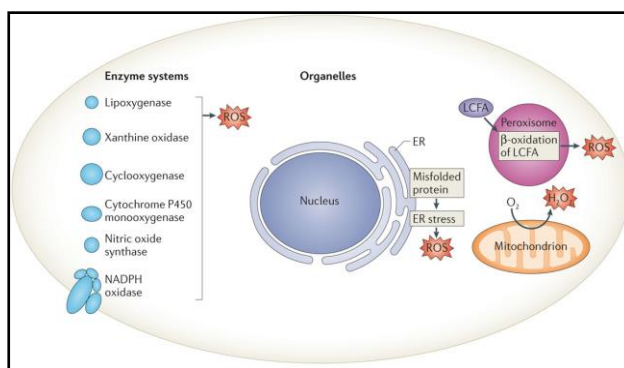 Enzyme systems
Organelles
Lipoxygenase
Xanthine oxidase
Cyclooxygenase
Cytochrome P450
monooxygenase
Nitric oxide
synthase
NADPH
oxidase
ROS
Nucleus
ER
Misfolded
protein
ER stress
ROS
LCFA
Peroxisome
β-oxidation
of LCFA
ROS
O₂
H₂O₂
Mitochondrion